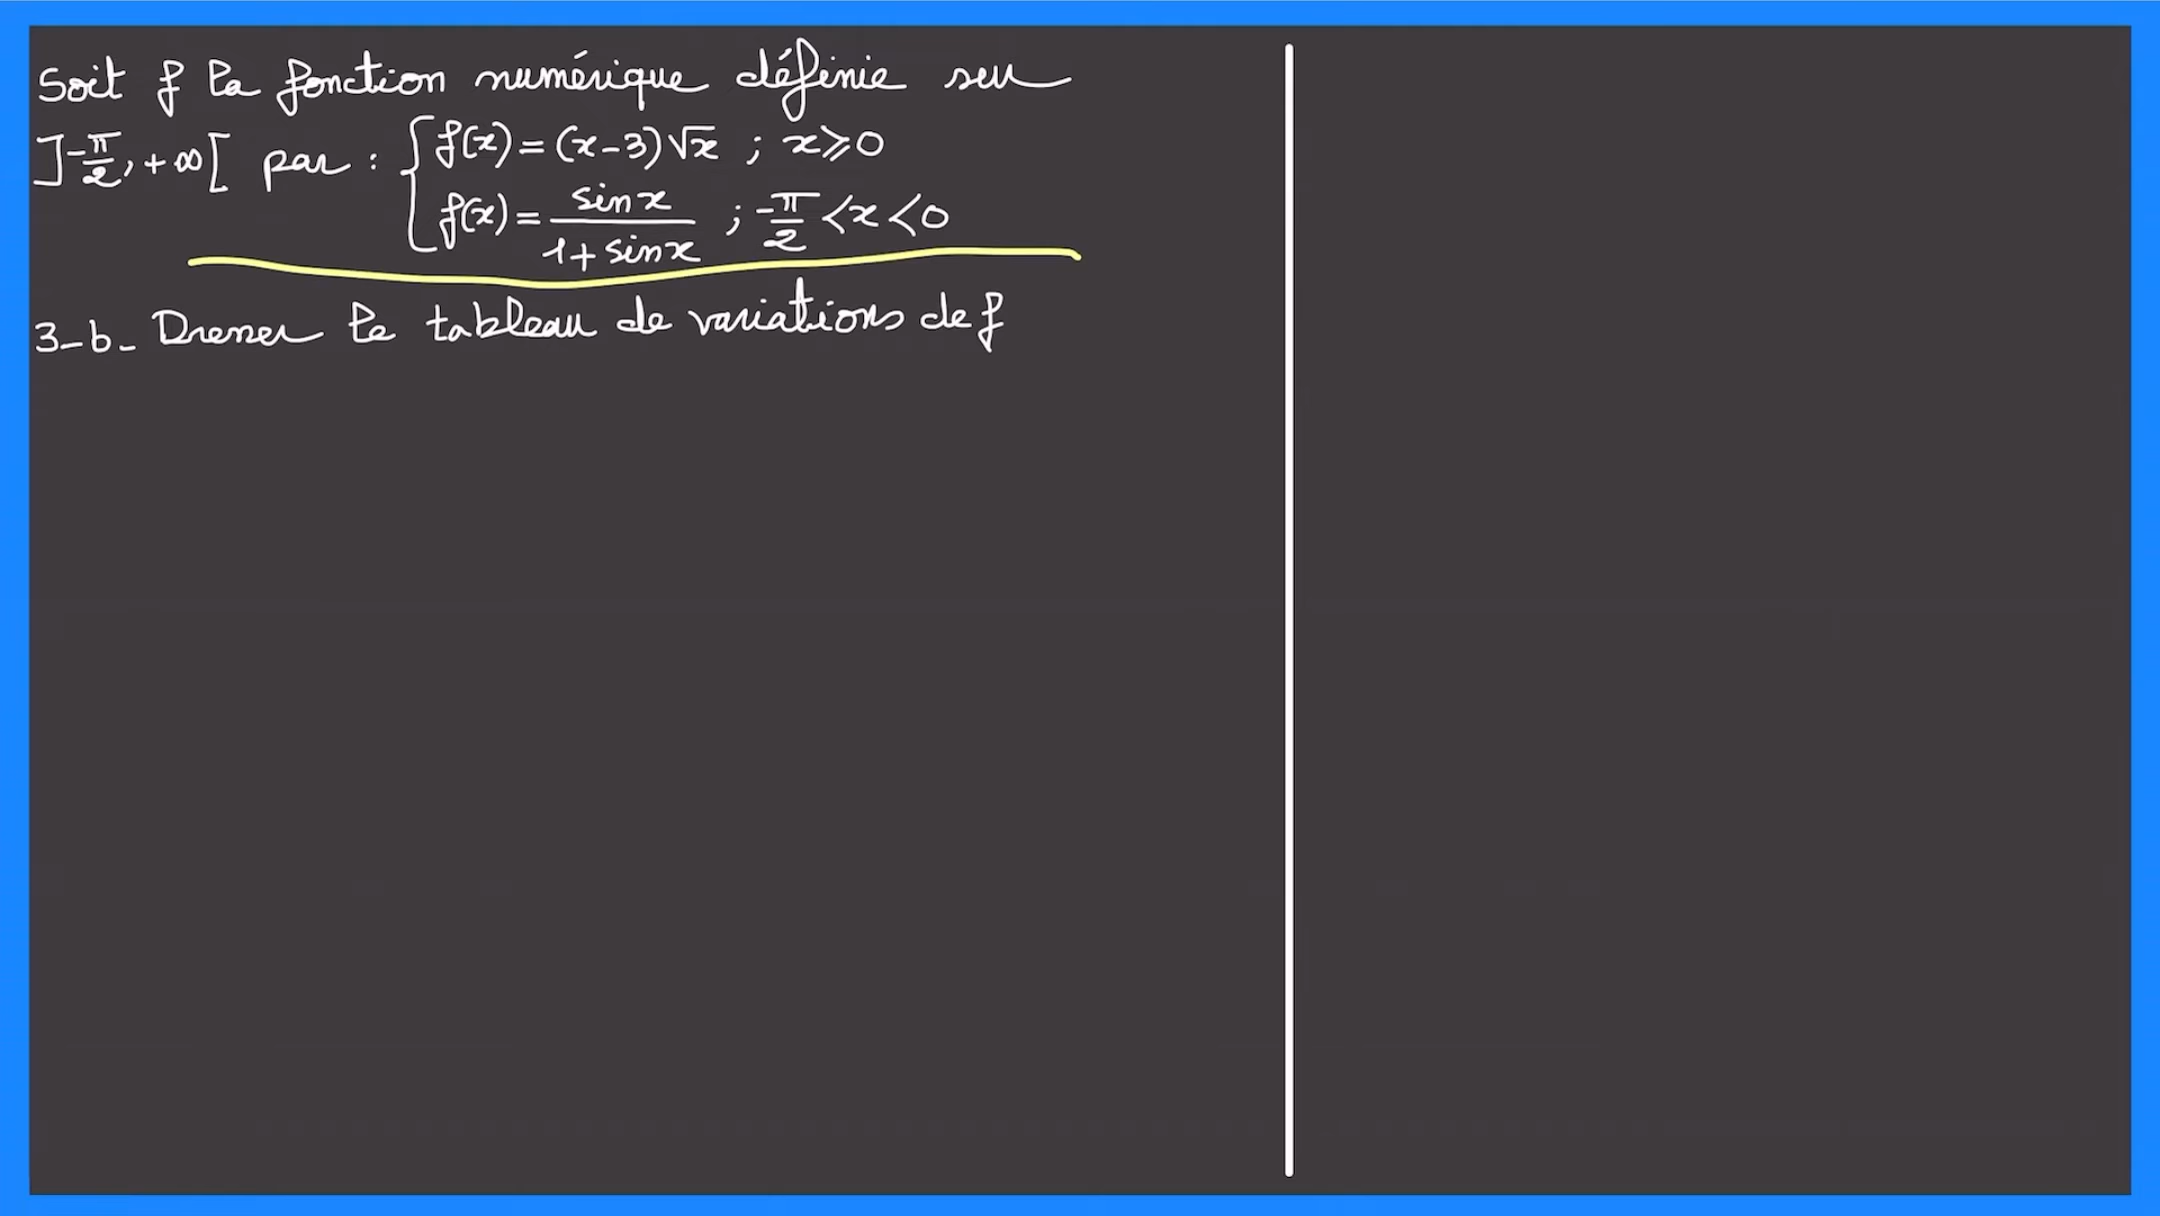 Soit f la fonction numérique définie sur
]-π/2, +∞[ par : { f(x) = (x-3)√x ; x⩾0
f(x) = sinx / (1 + sinx) ; -π/2 < x < 0
3-b- Dresser le tableau de variations de f